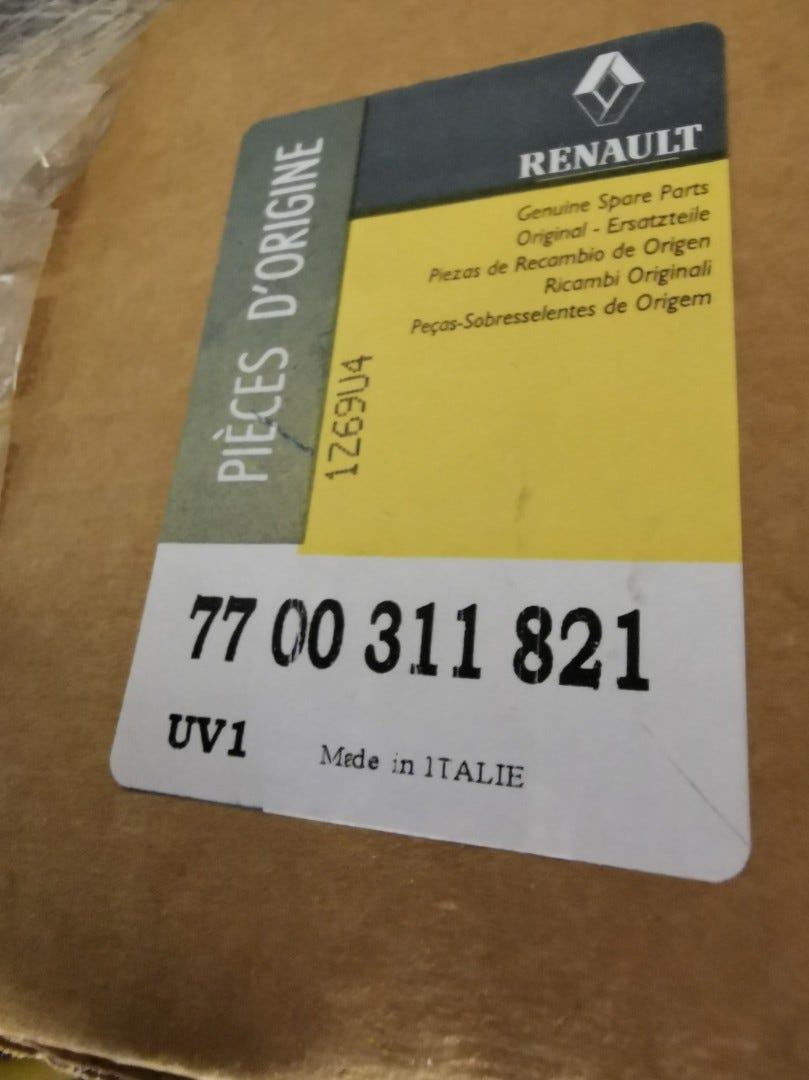 RENAULT
PIÈCES D'ORIGINE
Genuine Spare Parts
Original - Ersatzteile
Piezas de Recambio de Origen
Ricambi Originali
Peças-Sobresselentes de Origem
1Z69U4
77 00 311 821
UV1
Made in ITALIE